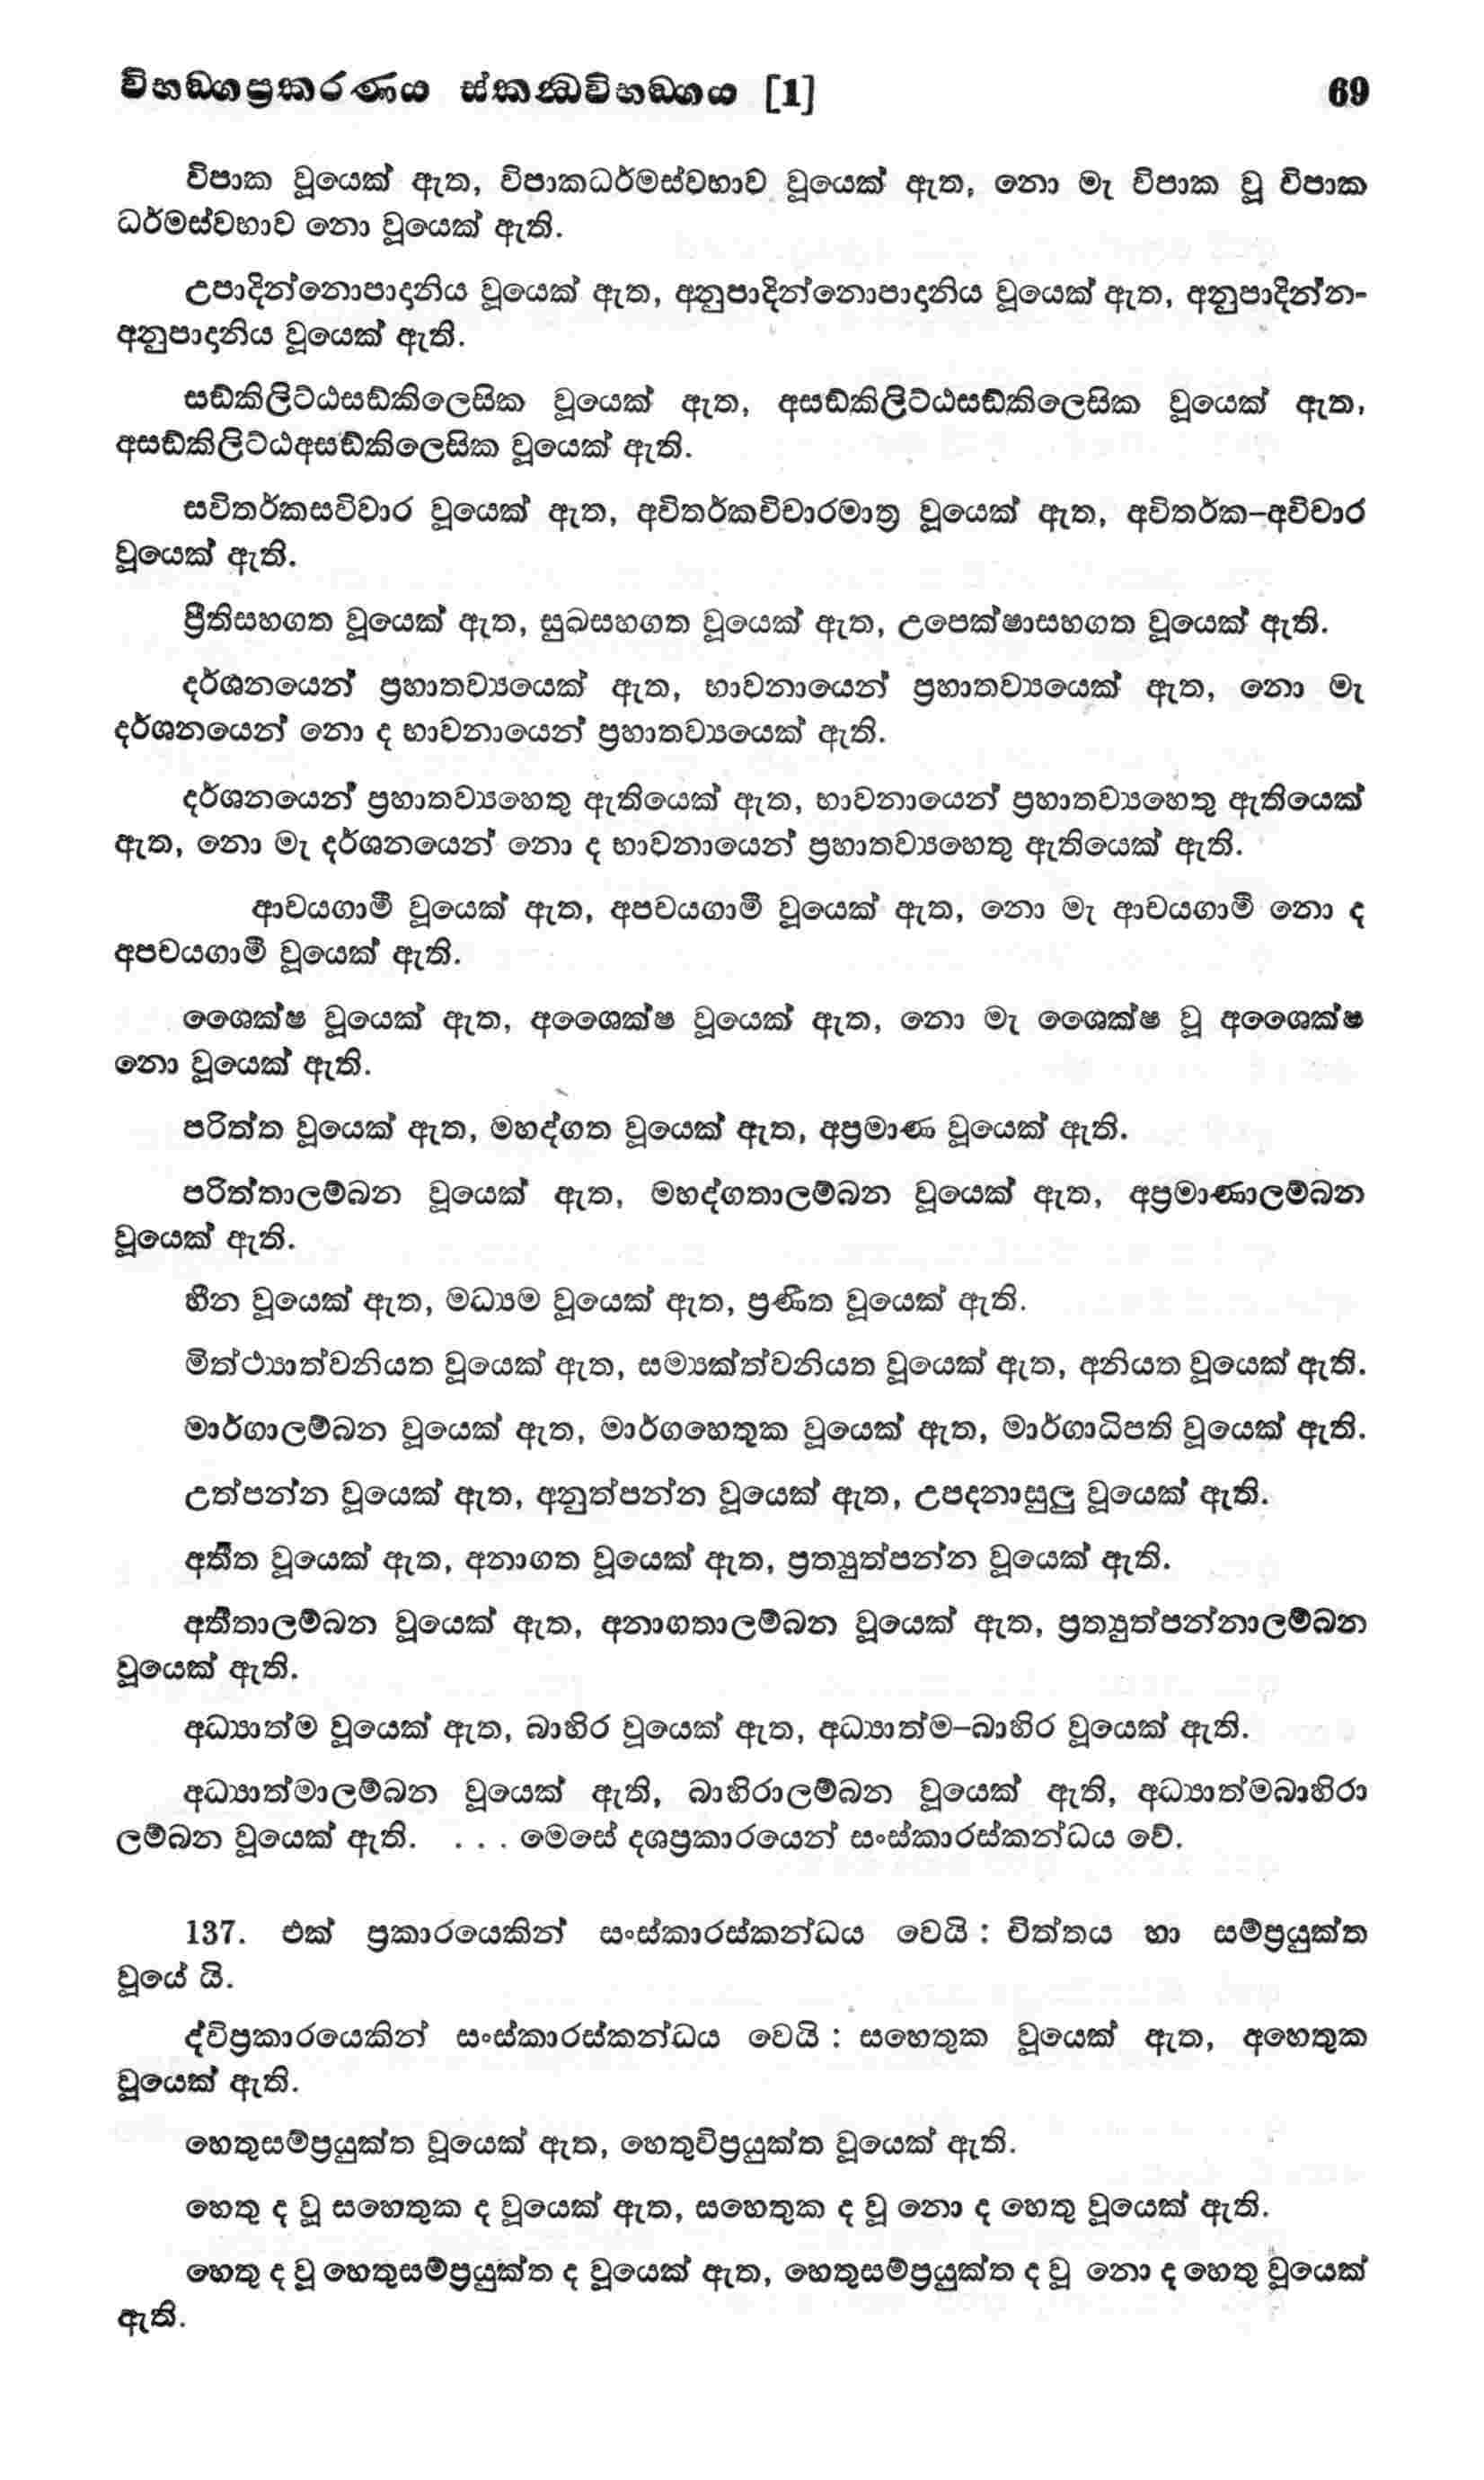 විභඞ්ගප්‍රකරණය ස්කන්‍ධවිභඞ්ගය [1] 69
විපාක වූයෙක් ඇත, විපාකධර්මස්වභාව වූයෙක් ඇත, නො මැ විපාක වූ විපාක
ධර්මස්වභාව නො වූයෙක් ඇති.
උපාදින්නොපාදනිය වූයෙක් ඇත, අනුපාදින්නොපාදනිය වූයෙක් ඇත, අනුපාදින්න-
අනුපාදනිය වූයෙක් ඇති.
සඞ්කිලිට්ඨසඞ්කිලෙසික වූයෙක් ඇත, අසඞ්කිලිට්ඨසඞ්කිලෙසික වූයෙක් ඇත,
අසඞ්කිලිට්ඨඅසඞ්කිලෙසික වූයෙක් ඇති.
සවිතර්කසවිචාර වූයෙක් ඇත, අවිතර්කවිචාරමාත්‍ර වූයෙක් ඇත, අවිතර්ක–අවිචාර
වූයෙක් ඇති.
ප්‍රීතිසහගත වූයෙක් ඇත, සුඛසහගත වූයෙක් ඇත, උපෙක්ෂාසහගත වූයෙක් ඇති.
දර්ශනයෙන් ප්‍රහාතව්‍යයෙක් ඇත, භාවනායෙන් ප්‍රහාතව්‍යයෙක් ඇත, නො මැ
දර්ශනයෙන් නො ද භාවනායෙන් ප්‍රහාතව්‍යයෙක් ඇති.
දර්ශනයෙන් ප්‍රහාතව්‍යහෙතු ඇතියෙක් ඇත, භාවනායෙන් ප්‍රහාතව්‍යහෙතු ඇතියෙක්
ඇත, නො මැ දර්ශනයෙන් නො ද භාවනායෙන් ප්‍රහාතව්‍යහෙතු ඇතියෙක් ඇති.
ආචයගාමී වූයෙක් ඇත, අපචයගාමී වූයෙක් ඇත, නො මැ ආචයගාමී නො ද
අපචයගාමී වූයෙක් ඇති.
ශෛක්ෂ වූයෙක් ඇත, අශෛක්ෂ වූයෙක් ඇත, නො මැ ශෛක්ෂ වූ අශෛක්ෂ
නො වූයෙක් ඇති.
පරිත්ත වූයෙක් ඇත, මහද්ගත වූයෙක් ඇත, අප්‍රමාණ වූයෙක් ඇති.
පරිත්තාලම්බන වූයෙක් ඇත, මහද්ගතාලම්බන වූයෙක් ඇත, අප්‍රමාණාලම්බන
වූයෙක් ඇති.
හීන වූයෙක් ඇත, මධ්‍යම වූයෙක් ඇත, ප්‍රණීත වූයෙක් ඇති.
මිත්ථ්‍යාත්වනියත වූයෙක් ඇත, සම්‍යක්ත්වනියත වූයෙක් ඇත, අනියත වූයෙක් ඇති.
මාර්ගාලම්බන වූයෙක් ඇත, මාර්ගහෙතුක වූයෙක් ඇත, මාර්ගාධිපති වූයෙක් ඇති.
උත්පන්න වූයෙක් ඇත, අනුත්පන්න වූයෙක් ඇත, උපදනාසුලු වූයෙක් ඇති.
අතීත වූයෙක් ඇත, අනාගත වූයෙක් ඇත, ප්‍රත්‍යුත්පන්න වූයෙක් ඇති.
අතීතාලම්බන වූයෙක් ඇත, අනාගතාලම්බන වූයෙක් ඇත, ප්‍රත්‍යුත්පන්නාලම්බන
වූයෙක් ඇති.
අධ්‍යාත්ම වූයෙක් ඇත, බාහිර වූයෙක් ඇත, අධ්‍යාත්ම–බාහිර වූයෙක් ඇති.
අධ්‍යාත්මාලම්බන වූයෙක් ඇති, බාහිරාලම්බන වූයෙක් ඇති, අධ්‍යාත්මබාහිරා
ලම්බන වූයෙක් ඇති. . . . මෙසේ දශප්‍රකාරයෙන් සංස්කාරස්කන්ධය වේ.
137. එක් ප්‍රකාරයෙකින් සංස්කාරස්කන්ධය වෙයි : චිත්තය හා සම්ප්‍රයුක්ත
වූයේ යි.
ද්විප්‍රකාරයෙකින් සංස්කාරස්කන්ධය වෙයි : සහෙතුක වූයෙක් ඇත, අහෙතුක
වූයෙක් ඇති.
හෙතුසම්ප්‍රයුක්ත වූයෙක් ඇත, හෙතුවිප්‍රයුක්ත වූයෙක් ඇති.
හෙතු ද වූ සහෙතුක ද වූයෙක් ඇත, සහෙතුක ද වූ නො ද හෙතු වූයෙක් ඇති.
හෙතු ද වූ හෙතුසම්ප්‍රයුක්ත ද වූයෙක් ඇත, හෙතුසම්ප්‍රයුක්ත ද වූ නො ද හෙතු වූයෙක්
ඇති.